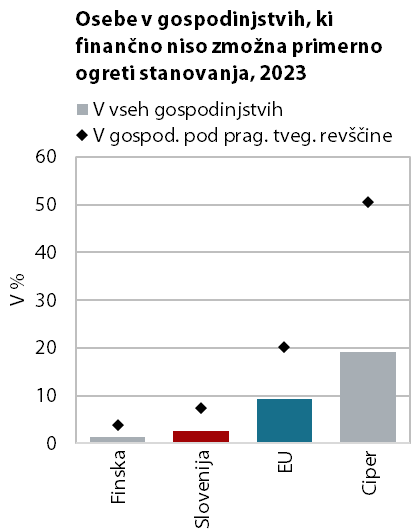 Osebe v gospodinjstvih, ki
finančno niso zmožna primerno
ogreti stanovanja, 2023
V vseh gospodinjstvih
V gospod. pod prag. tveg. revščine
V %
60
50
40
30
20
10
0
Finska
Slovenija
EU
Ciper